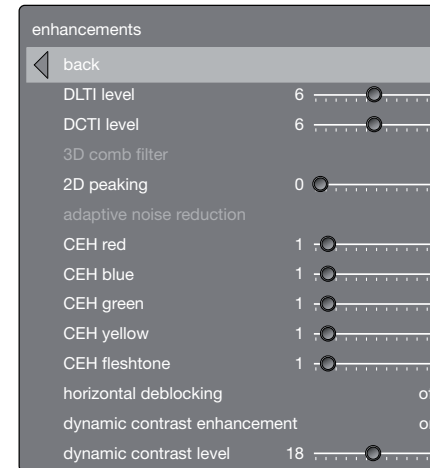 enhancements
back
DLTI level 6
DCTI level 6
3D comb filter
2D peaking 0
adaptive noise reduction
CEH red 1
CEH blue 1
CEH green 1
CEH yellow 1
CEH fleshtone 1
horizontal deblocking
dynamic contrast enhancement
dynamic contrast level 18